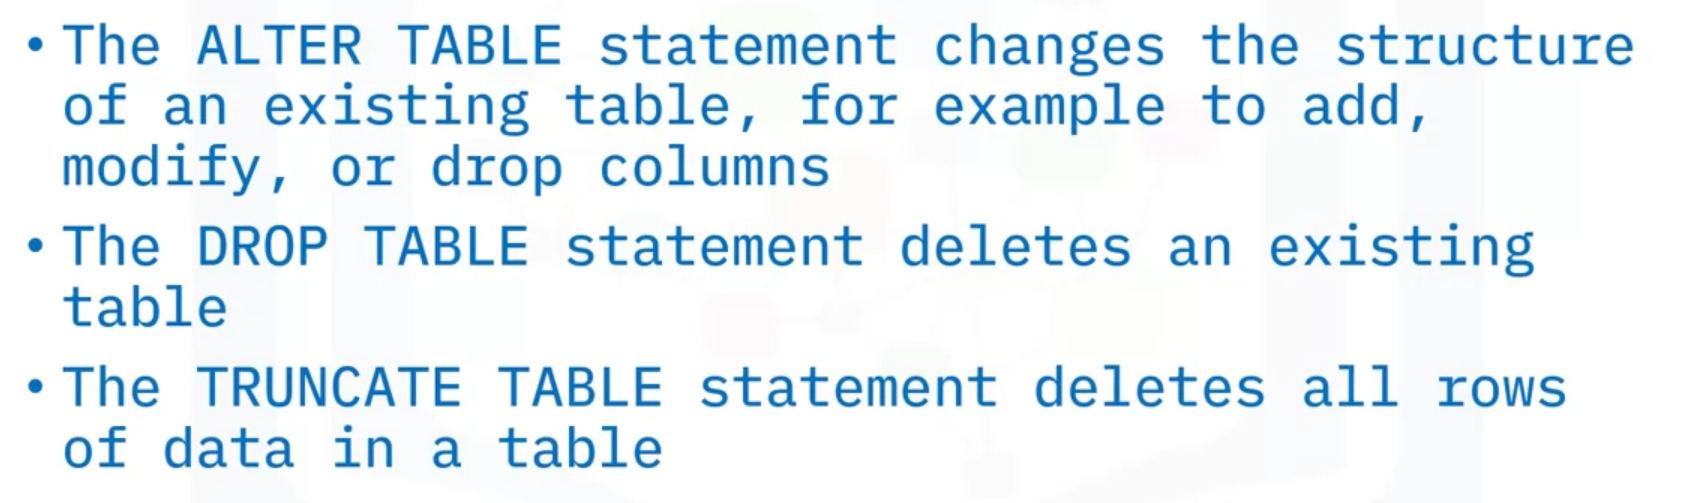 • The ALTER TABLE statement changes the structure
of an existing table, for example to add,
modify, or drop columns
• The DROP TABLE statement deletes an existing
table
• The TRUNCATE TABLE statement deletes all rows
of data in a table